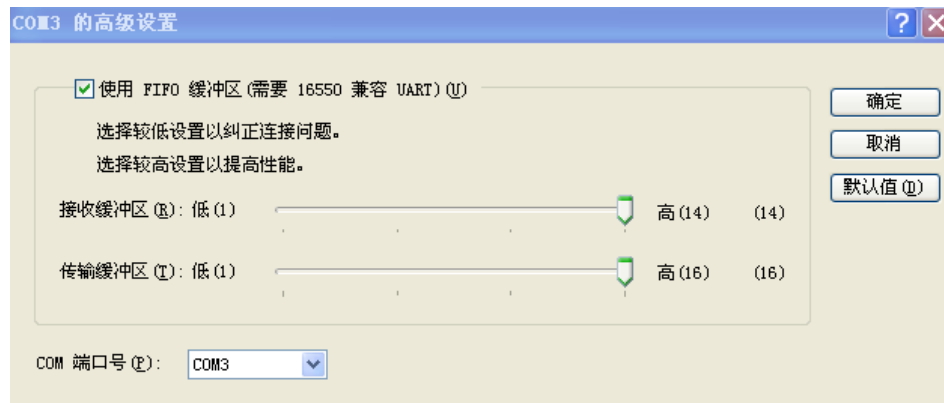 COM3 的高级设置
使用 FIFO 缓冲区(需要 16550 兼容 UART)(U)
确定
选择较低设置以纠正连接问题。
取消
选择较高设置以提高性能。
默认值(D)
接收缓冲区(R): 低(1) 高(14) (14)
传输缓冲区(T): 低(1) 高(16) (16)
COM 端口号(P): COM3